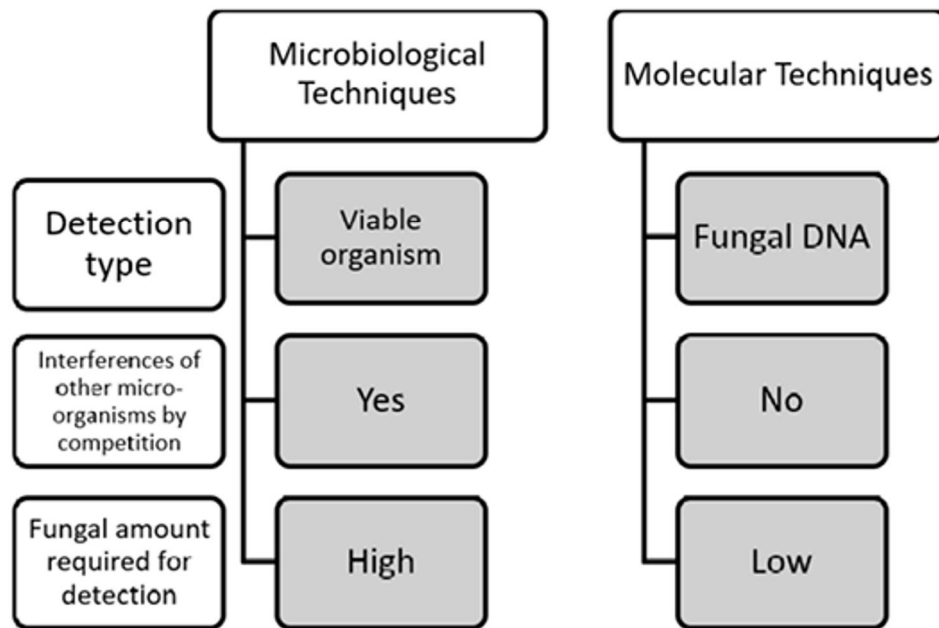 Microbiological
Techniques
Molecular Techniques
Detection
type
Viable
organism
Fungal DNA
Interferences of
other micro-
organisms by
competition
Yes
No
Fungal amount
required for
detection
High
Low